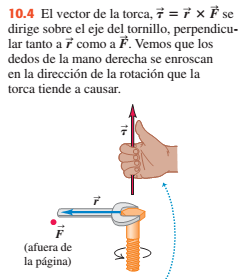 10.4 El vector de la torca, τ⃗ = r⃗ × F⃗ se
dirige sobre el eje del tornillo, perpendicu-
lar tanto a r⃗ como a F⃗. Vemos que los
dedos de la mano derecha se enroscan
en la dirección de la rotación que la
torca tiende a causar.
τ⃗
r⃗
F⃗
(afuera de
la página)